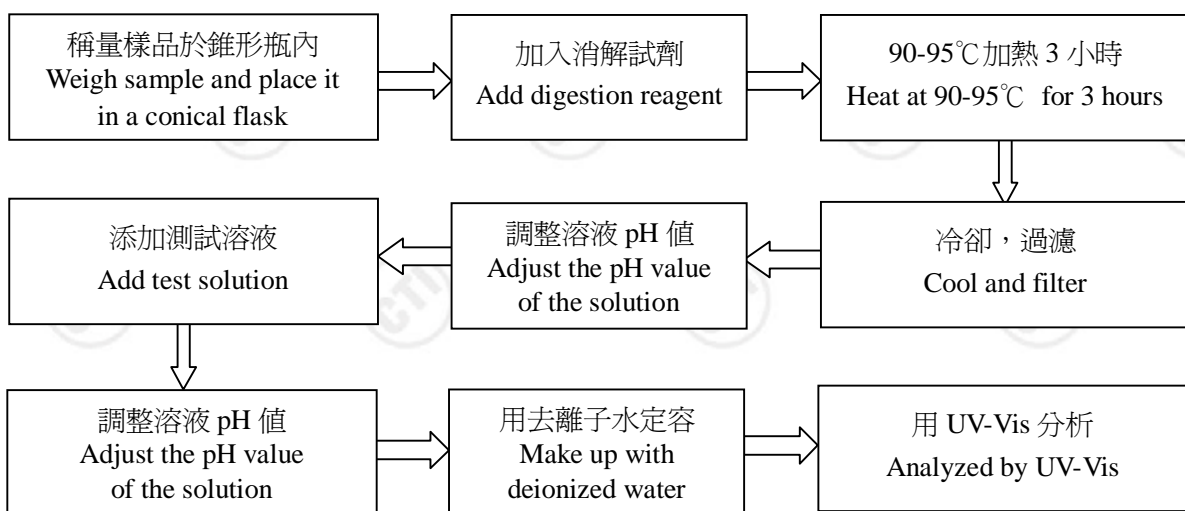 稱量樣品於錐形瓶內
Weigh sample and place it
in a conical flask
加入消解試劑
Add digestion reagent
90-95℃加熱 3 小時
Heat at 90-95℃ for 3 hours
冷卻，過濾
Cool and filter
調整溶液 pH 值
Adjust the pH value
of the solution
添加測試溶液
Add test solution
調整溶液 pH 值
Adjust the pH value
of the solution
用去離子水定容
Make up with
deionized water
用 UV-Vis 分析
Analyzed by UV-Vis
CTI